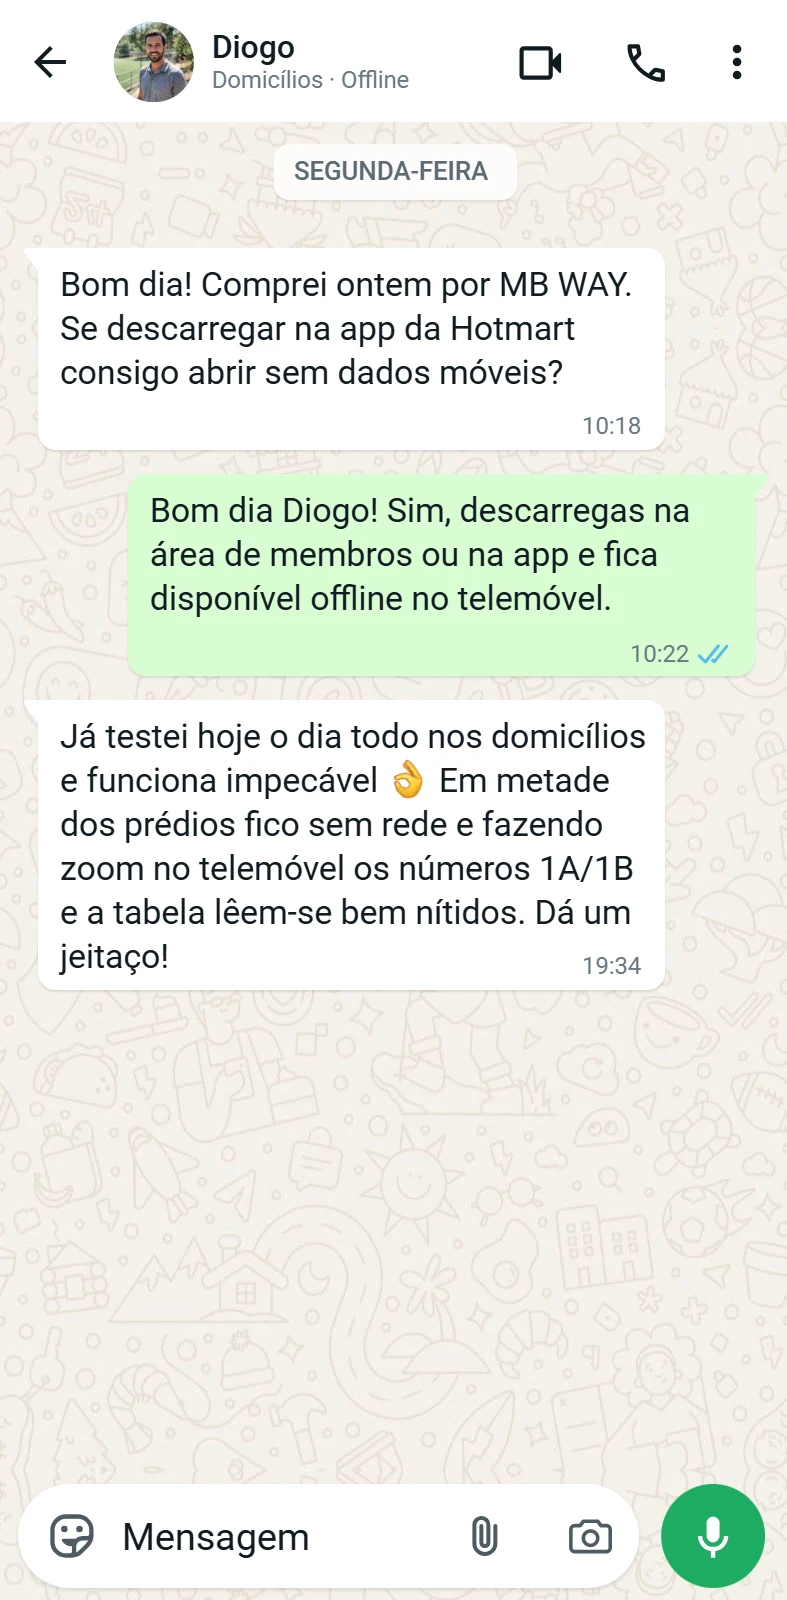 Diogo
Domicílios · Offline
SEGUNDA-FEIRA
Bom dia! Comprei ontem por MB WAY.
Se descarregar na app da Hotmart
consigo abrir sem dados móveis?
10:18
Bom dia Diogo! Sim, descarregas na
área de membros ou na app e fica
disponível offline no telemóvel.
10:22
Já testei hoje o dia todo nos domicílios
e funciona impecável 👌 Em metade
dos prédios fico sem rede e fazendo
zoom no telemóvel os números 1A/1B
e a tabela lêem-se bem nítidos. Dá um
jeitaço!
19:34
Mensagem